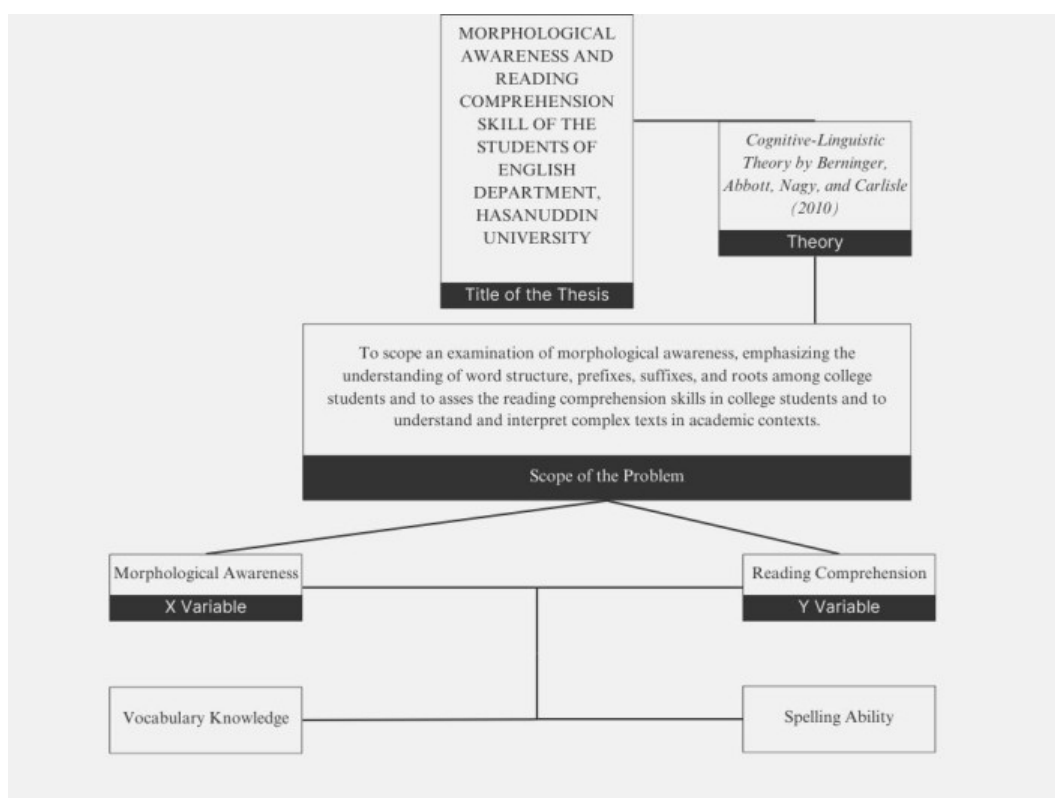 MORPHOLOGICAL
AWARENESS AND
READING
COMPREHENSION
SKILL OF THE
STUDENTS OF
ENGLISH
DEPARTMENT,
HASANUDDIN
UNIVERSITY
Title of the Thesis
Cognitive-Linguistic
Theory by Berninger,
Abbott, Nagy, and Carlisle
(2010)
Theory
To scope an examination of morphological awareness, emphasizing the
understanding of word structure, prefixes, suffixes, and roots among college
students and to asses the reading comprehension skills in college students and to
understand and interpret complex texts in academic contexts.
Scope of the Problem
Morphological Awareness
X Variable
Reading Comprehension
Y Variable
Vocabulary Knowledge
Spelling Ability